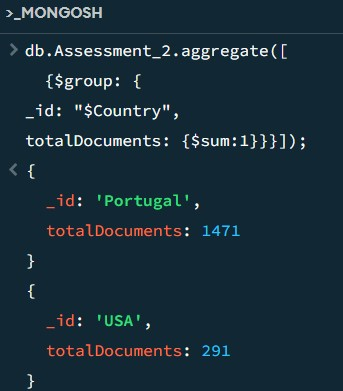 >_MONGOSH
> db.Assessment_2.aggregate([
{$group: {
_id: "$Country",
totalDocuments: {$sum:1}}}]);
< {
_id: 'Portugal',
totalDocuments: 1471
}
{
_id: 'USA',
totalDocuments: 291
}